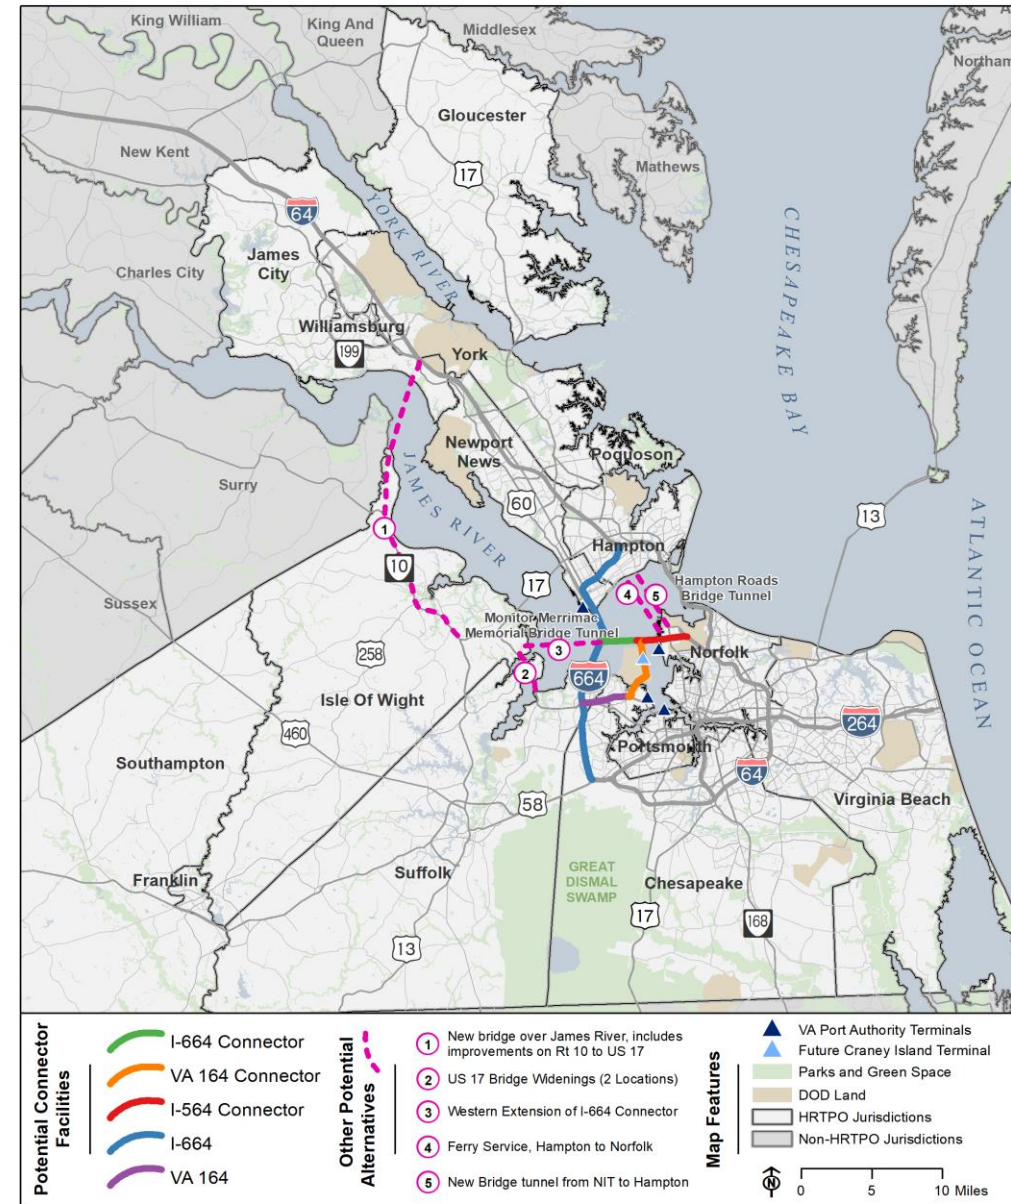 King William
King And
Queen
Middlesex
A
Northam
Gloucester
New Kent
17
Mathews
64
YORK RIVER
CHESAPEAKE BAY
James
City
Charles City
Williamsburg
199
York
Newport
News
Poquoson
JAMES RIVER
Surry
60
13
ATLANTIC OCEAN
1
10
Hampton
Sussex
17
4
5
Hampton Roads
Bridge Tunnel
Monitor Merrimac
Memorial Bridge Tunnel
258
3
Norfolk
2
664
Isle Of Wight
460
264
Portsmouth
Southampton
64
58
Virginia Beach
Franklin
Suffolk
GREAT
DISMAL
SWAMP
Chesapeake
17
168
13
Potential Connector
Facilities
I-664 Connector
VA 164 Connector
I-564 Connector
I-664
VA 164
Other Potential
Alternatives
1 New bridge over James River, includes
improvements on Rt 10 to US 17
2 US 17 Bridge Widenings (2 Locations)
3 Western Extension of I-664 Connector
4 Ferry Service, Hampton to Norfolk
5 New Bridge tunnel from NIT to Hampton
Map Features
VA Port Authority Terminals
Future Craney Island Terminal
Parks and Green Space
DOD Land
HRTPO Jurisdictions
Non-HRTPO Jurisdictions
N
0 5 10 Miles